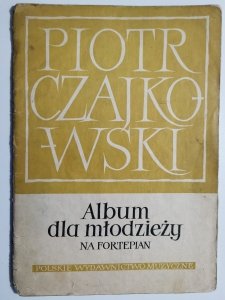 PIOTR
CZAJKO-
WSKI
Album
dla młodzieży
NA FORTEPIAN
POLSKIE WYDAWNICTWO MUZYCZNE